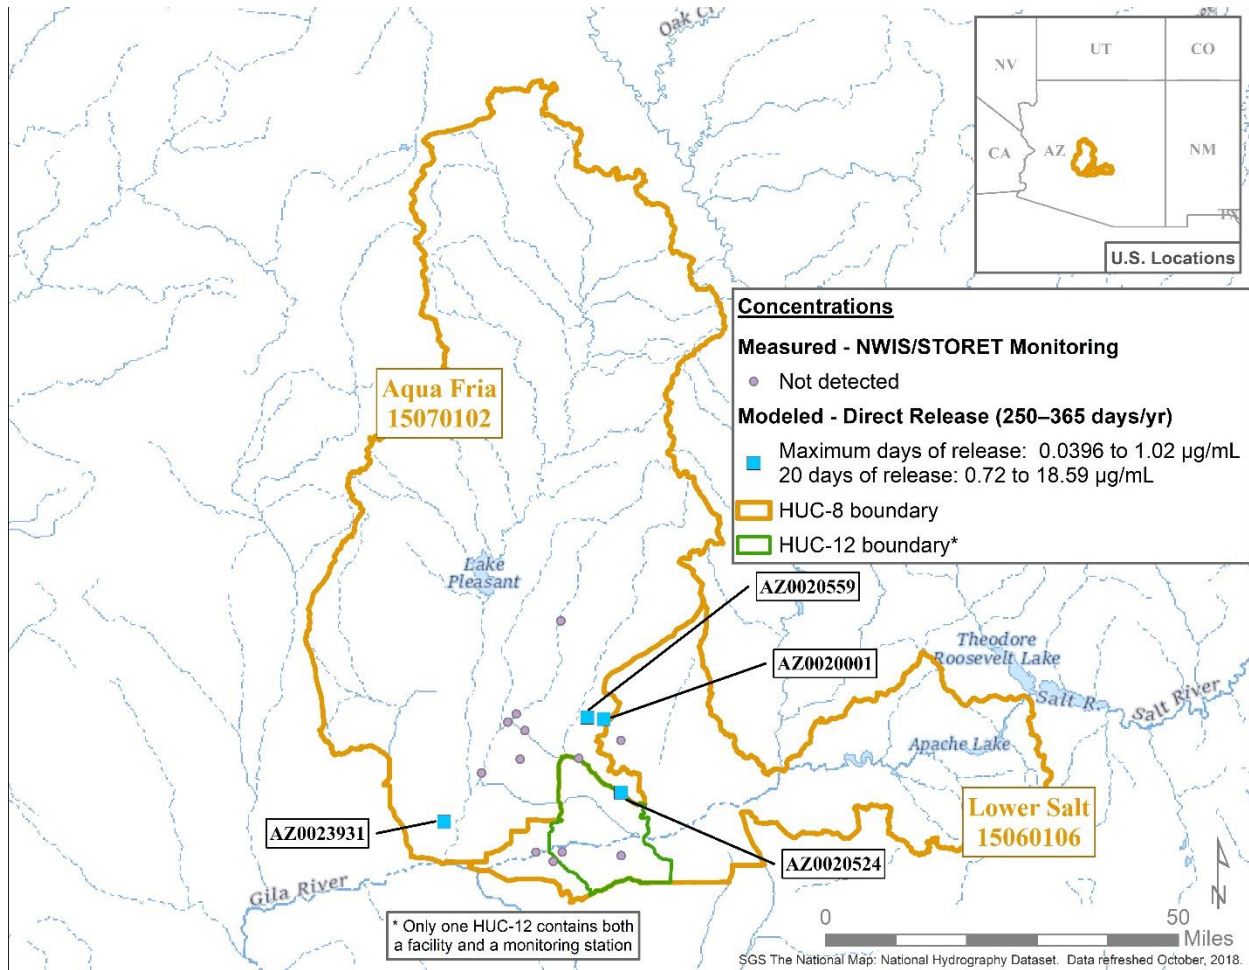 Oak Cr
NV
UT
CO
CA
AZ
NM
TX
U.S. Locations
Concentrations
Measured - NWIS/STORET Monitoring
Not detected
Modeled - Direct Release (250–365 days/yr)
Maximum days of release: 0.0396 to 1.02 µg/mL
20 days of release: 0.72 to 18.59 µg/mL
HUC-8 boundary
HUC-12 boundary*
Aqua Fria
15070102
Lake
Pleasant
AZ0020559
AZ0020001
Theodore
Roosevelt Lake
Salt R.
Salt River
Apache Lake
Lower Salt
15060106
AZ0023931
AZ0020524
Gila River
* Only one HUC-12 contains both
a facility and a monitoring station
N
0
50
Miles
SGS The National Map: National Hydrography Dataset. Data refreshed October, 2018.